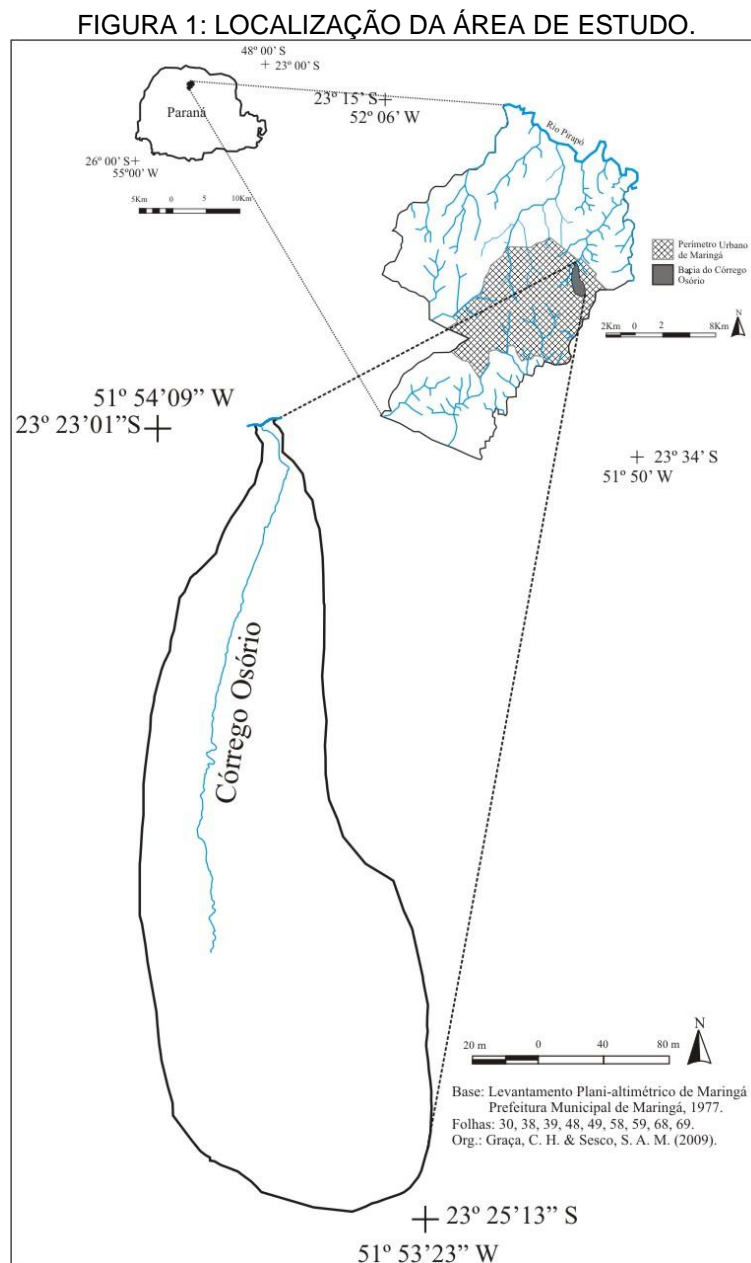 FIGURA 1: LOCALIZAÇÃO DA ÁREA DE ESTUDO.
48º 00' S
23º 00' S
Paraná
26º 00' S
55º00' W
5Km 0 5 10Km
23º 15' S
52º 06' W
Rio Pirapó
Perímetro Urbano
de Maringá
Bacia do Córrego
Osório
N
2Km 0 2 8Km
23º 34' S
51º 50' W
51º 54'09" W
23º 23'01"S
Córrego Osório
N
20 m 0 40 80 m
Base: Levantamento Plani-altimétrico de Maringá
Prefeitura Municipal de Maringá, 1977.
Folhas: 30, 38, 39, 48, 49, 58, 59, 68, 69.
Org.: Graça, C. H. & Sesco, S. A. M. (2009).
23º 25'13" S
51º 53'23" W